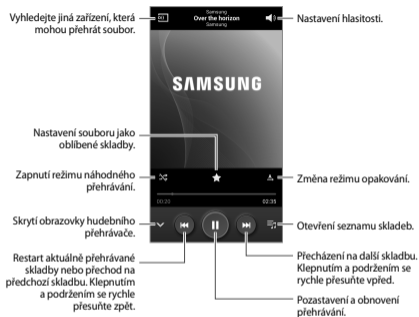 Vyhledejte jiná zařízení, která
mohou přehrát soubor.
Samsung
Over the horizon
Samsung
Nastavení hlasitosti.
SAMSUNG
Nastavení souboru jako
oblíbené skladby.
Zapnutí režimu náhodného
přehrávání.
Změna režimu opakování.
00:20
02:35
Skrytí obrazovky hudebního
přehrávače.
Otevření seznamu skladeb.
Restart aktuálně přehrávané
skladby nebo přechod na
předchozí skladbu. Klepnutím
a podržením se rychle
přesuňte zpět.
Přecházení na další skladbu.
Klepnutím a podržením se
rychle přesuňte vpřed.
Pozastavení a obnovení
přehrávání.